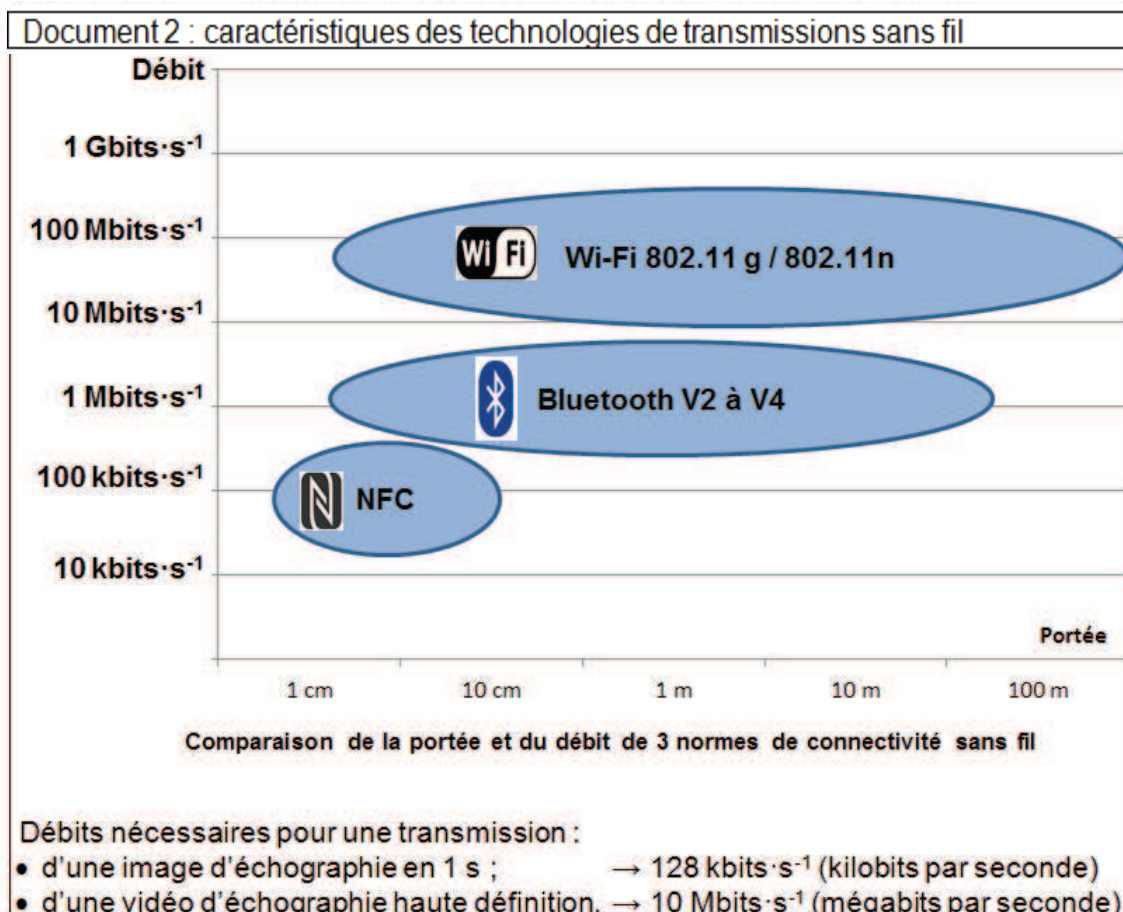 Document 2 : caractéristiques des technologies de transmissions sans fil
Débit
1 Gbits·s⁻¹
100 Mbits·s⁻¹
Wi Fi Wi-Fi 802.11 g / 802.11n
10 Mbits·s⁻¹
1 Mbits·s⁻¹
Bluetooth V2 à V4
100 kbits·s⁻¹
NFC
10 kbits·s⁻¹
Portée
1 cm 10 cm 1 m 10 m 100 m
Comparaison de la portée et du débit de 3 normes de connectivité sans fil
Débits nécessaires pour une transmission :
• d'une image d'échographie en 1 s ; → 128 kbits·s⁻¹ (kilobits par seconde)
• d'une vidéo d'échographie haute définition. → 10 Mbits·s⁻¹ (mégabits par seconde)